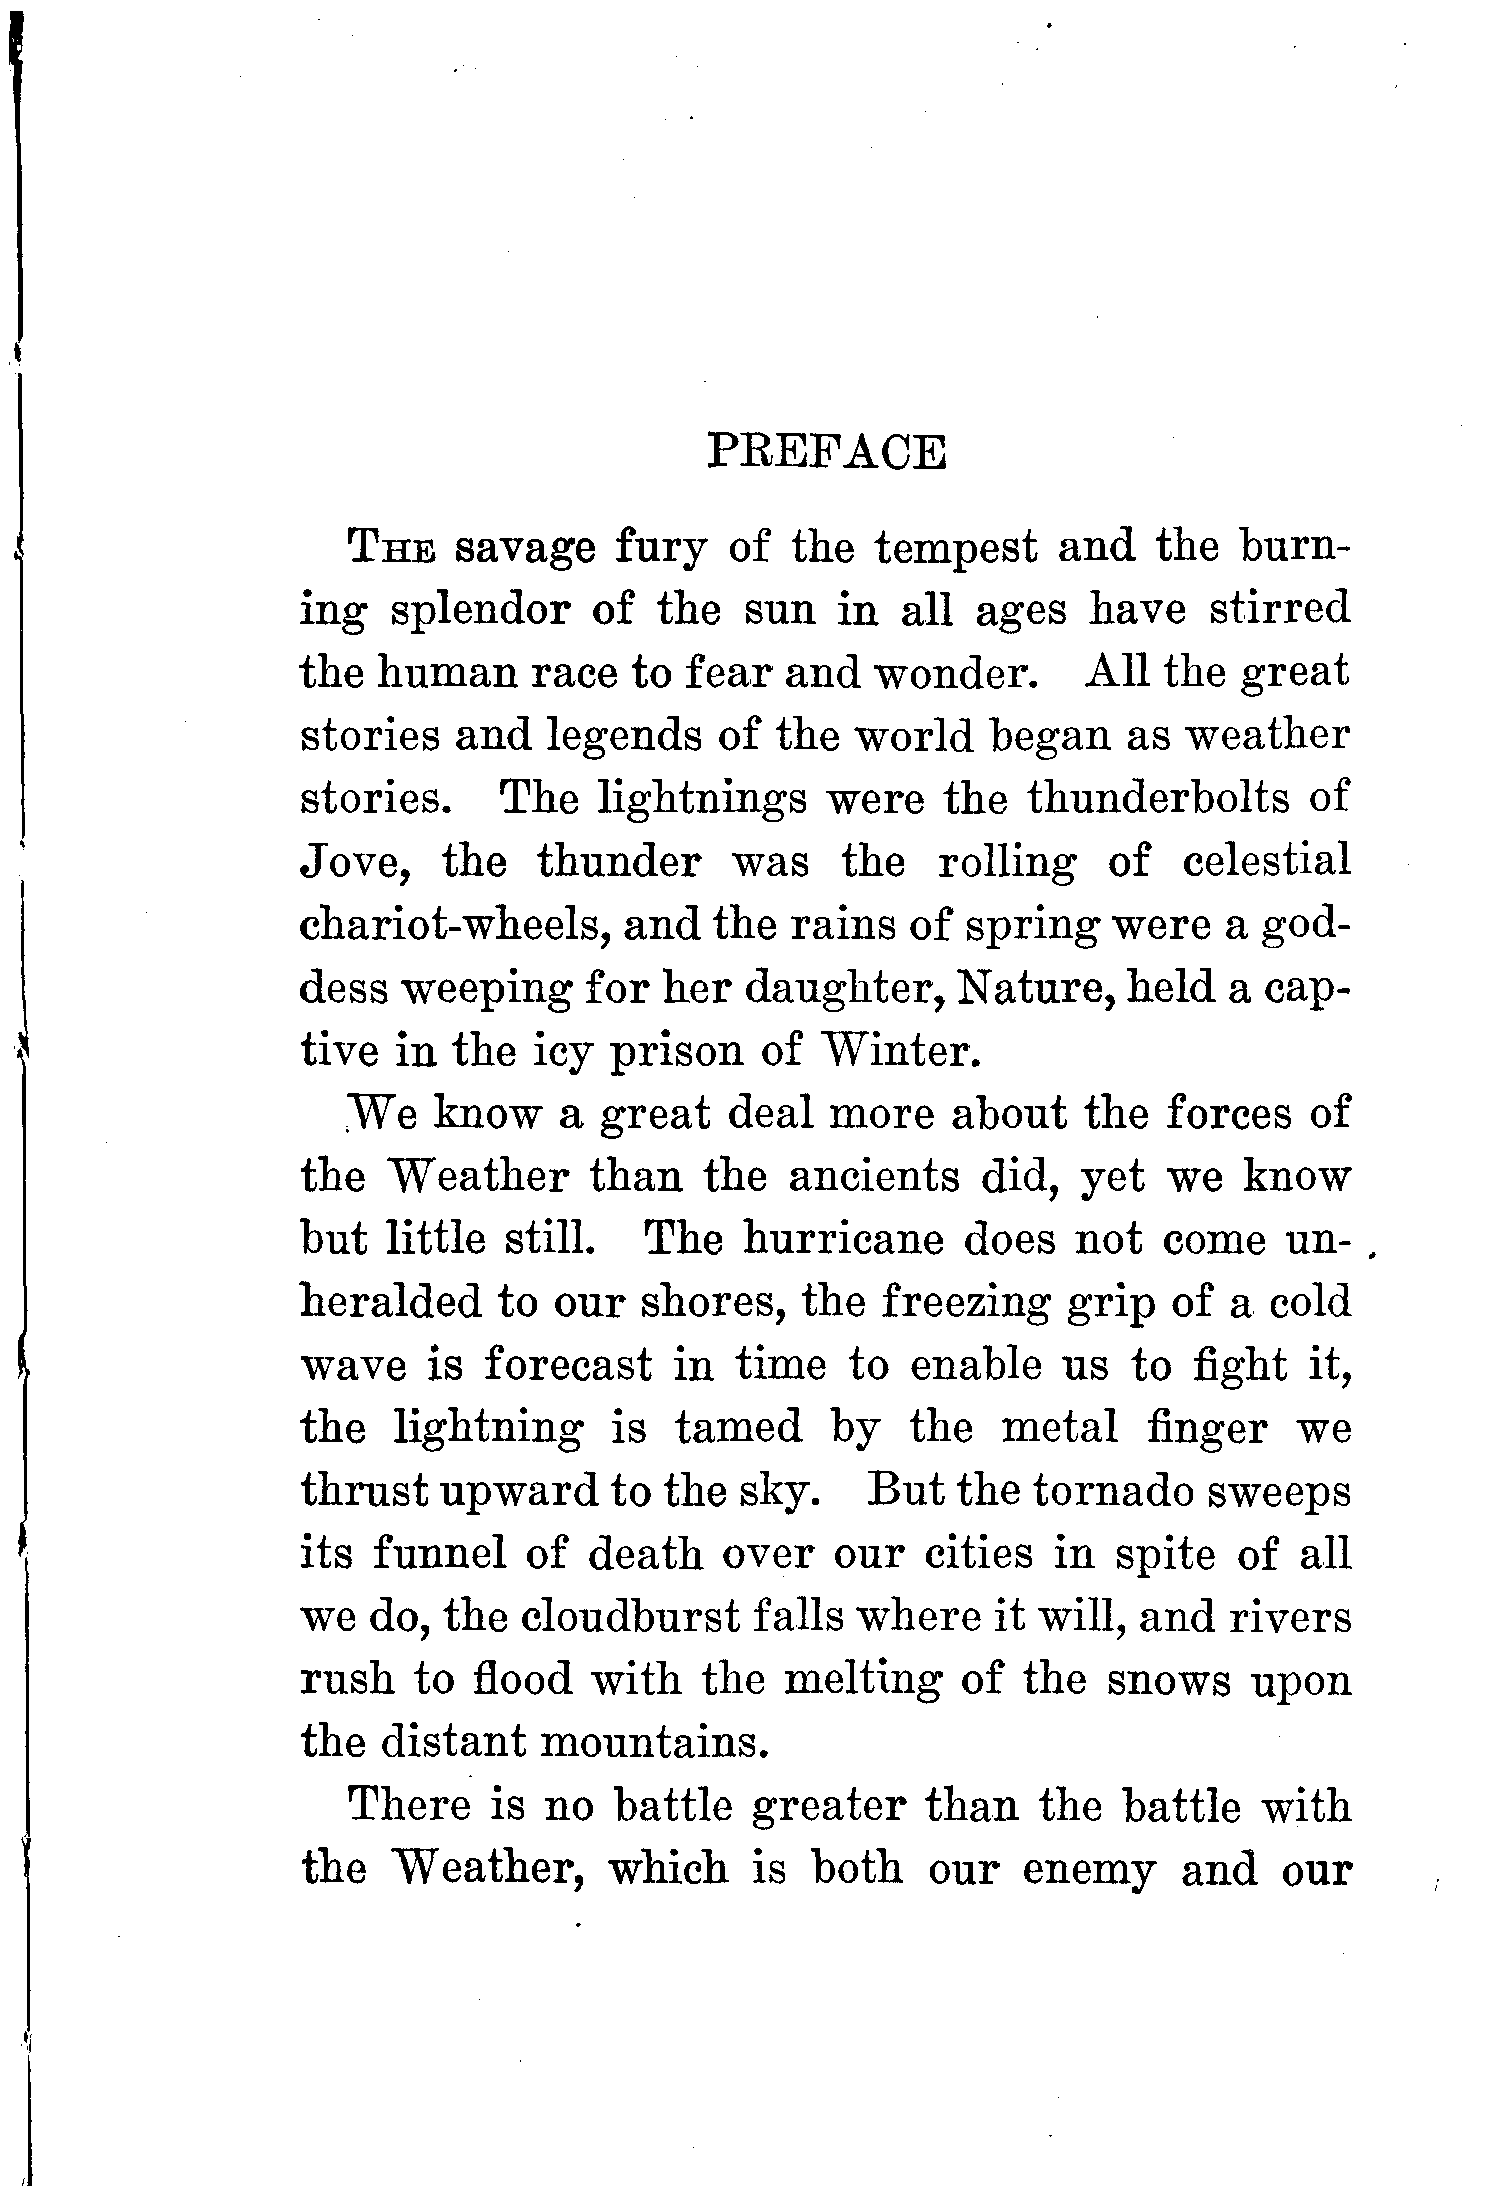 PREFACE
THE savage fury of the tempest and the burn-
ing splendor of the sun in all ages have stirred
the human race to fear and wonder. All the great
stories and legends of the world began as weather
stories. The lightnings were the thunderbolts of
Jove, the thunder was the rolling of celestial
chariot-wheels, and the rains of spring were a god-
dess weeping for her daughter, Nature, held a cap-
tive in the icy prison of Winter.
We know a great deal more about the forces of
the Weather than the ancients did, yet we know
but little still. The hurricane does not come un-
heralded to our shores, the freezing grip of a cold
wave is forecast in time to enable us to fight it,
the lightning is tamed by the metal finger we
thrust upward to the sky. But the tornado sweeps
its funnel of death over our cities in spite of all
we do, the cloudburst falls where it will, and rivers
rush to flood with the melting of the snows upon
the distant mountains.
There is no battle greater than the battle with
the Weather, which is both our enemy and our